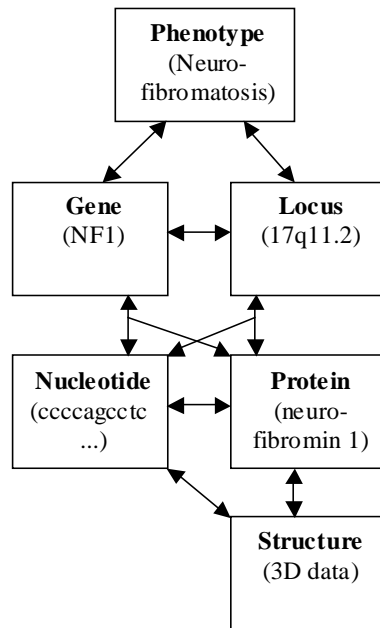 Phenotype
(Neuro-
fibromatosis)
Gene
(NF1)
Locus
(17q11.2)
Nucleotide
(ccccagcctc
...)
Protein
(neuro-
fibromin 1)
Structure
(3D data)